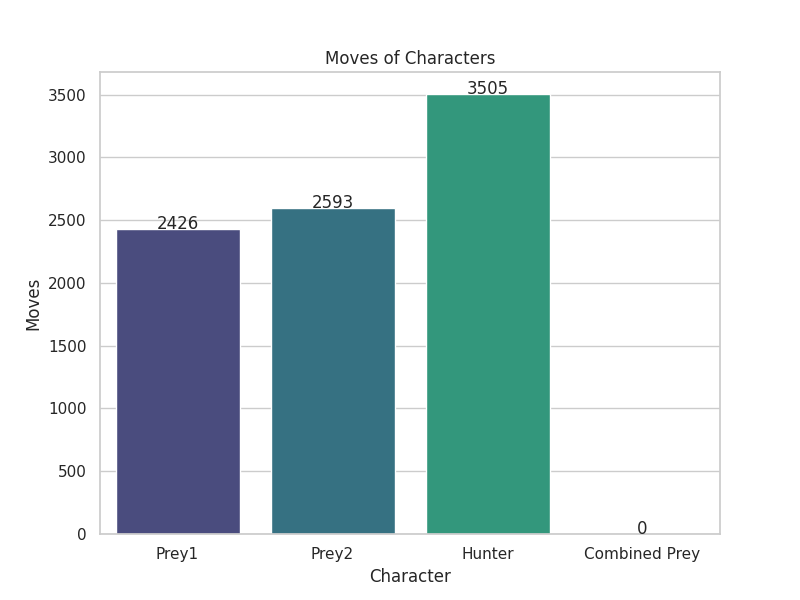 Moves of Characters
3500
3000
2500
2000
1500
1000
500
0
Moves
2426
2593
3505
0
Prey1
Prey2
Hunter
Combined Prey
Character